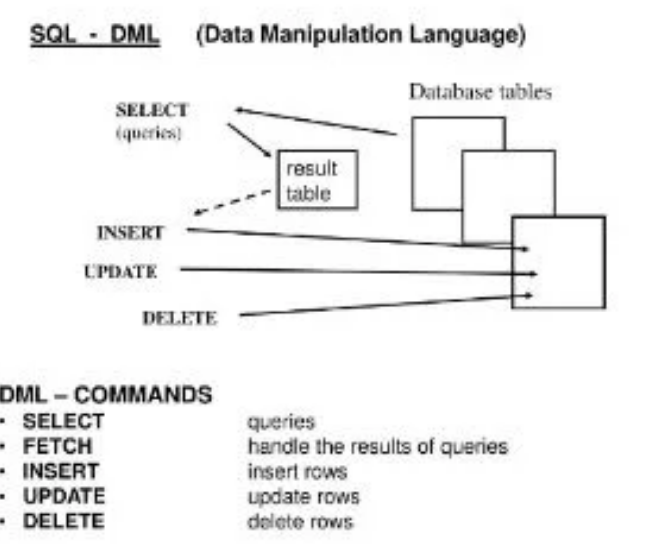 SQL - DML (Data Manipulation Language)
Database tables
SELECT
(queries)
result
table
INSERT
UPDATE
DELETE
DML – COMMANDS
• SELECT queries
• FETCH handle the results of queries
• INSERT insert rows
• UPDATE update rows
• DELETE delete rows